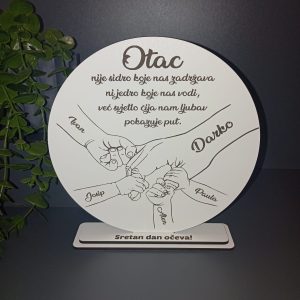 Otac
nije sidro koje nas zadržava
ni jedro koje nas vodi,
već svjetlo čija nam ljubav
pokazuje put.
Ivan
Darko
Josip
Paula
Sretan dan očeva!